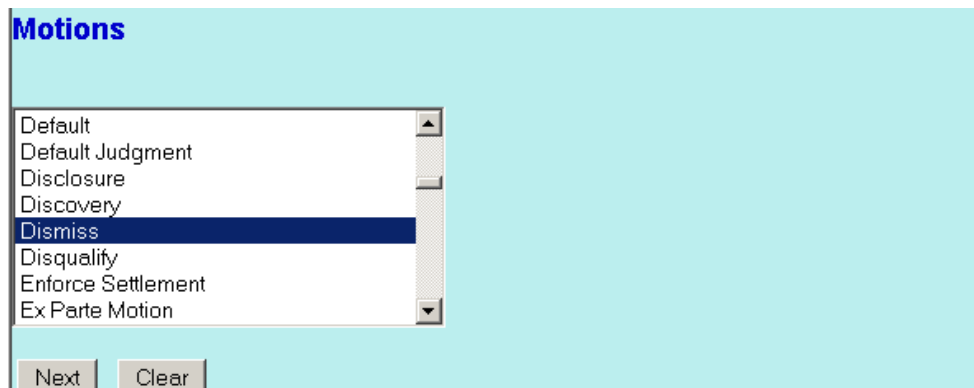 Motions
Default
Default Judgment
Disclosure
Discovery
Dismiss
Disqualify
Enforce Settlement
Ex Parte Motion
Next Clear